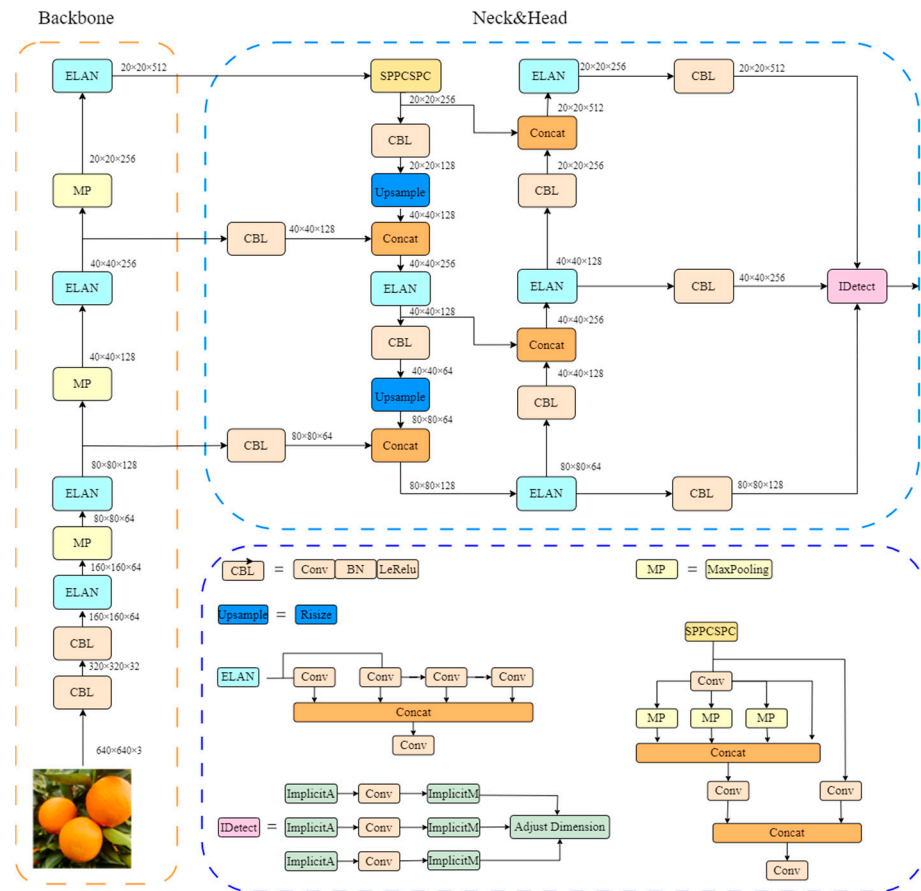 Backbone
Neck&Head
ELAN
20×20×512
SPPCSPC
ELAN
20×20×256
CBL
20×20×512
20×20×256
20×20×512
Concat
CBL
20×20×256
20×20×128
20×20×256
MP
Upsample
CBL
40×40×128
CBL
40×40×128
Concat
40×40×256
40×40×256
40×40×128
ELAN
ELAN
ELAN
CBL
40×40×256
IDetect
40×40×128
40×40×256
CBL
Concat
40×40×128
40×40×64
40×40×128
MP
Upsample
CBL
80×80×64
CBL
80×80×64
Concat
80×80×128
80×80×64
80×80×128
ELAN
ELAN
CBL
80×80×128
80×80×64
MP
160×160×64
ELAN
160×160×64
CBL
320×320×32
CBL
640×640×3
CBL = Conv BN LeRelu
MP = MaxPooling
Upsample = Risize
SPPCSPC
ELAN
Conv Conv Conv Conv
Concat
Conv
Conv
MP MP MP
Concat
Conv Conv
Concat
Conv
ImplicitA Conv ImplicitM
IDetect = ImplicitA Conv ImplicitM Adjust Dimension
ImplicitA Conv ImplicitM